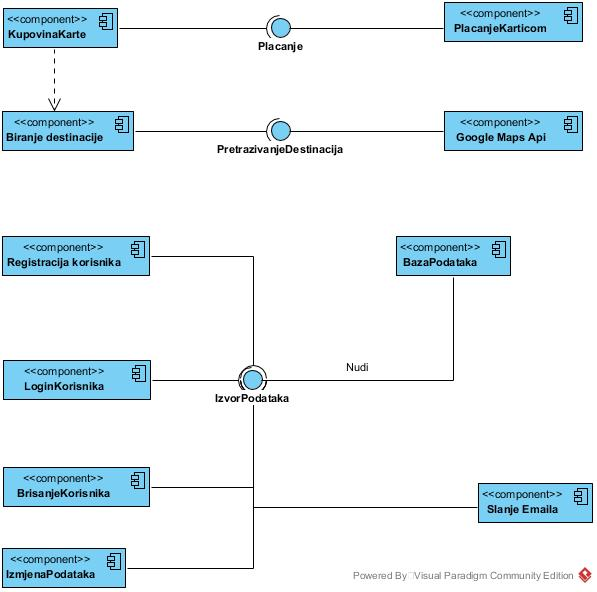 <<component>>
KupovinaKarte
Placanje
<<component>>
PlacanjeKarticom
<<component>>
Biranje destinacije
PretrazivanjeDestinacija
<<component>>
Google Maps Api
<<component>>
Registracija korisnika
<<component>>
BazaPodataka
<<component>>
LoginKorisnika
Nudi
IzvorPodataka
<<component>>
BrisanjeKorisnika
<<component>>
Slanje Emaila
<<component>>
IzmjenaPodataka
Powered By Visual Paradigm Community Edition